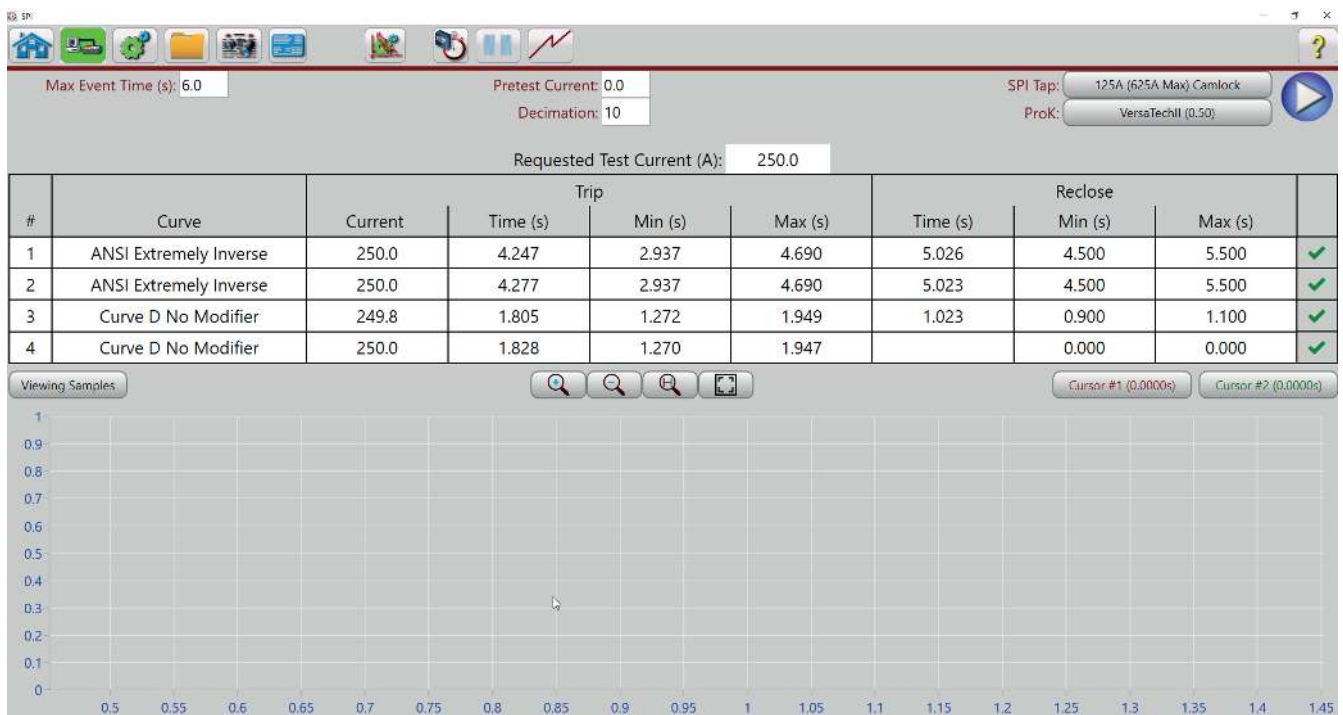 SPI
Max Event Time (s): 6.0 Pretest Current: 0.0 SPI Tap: 125A (625A Max) Camlock
Decimation: 10 ProK: VersaTechII (0.50)
Requested Test Current (A): 250.0
Trip Reclose
# Curve Current Time (s) Min (s) Max (s) Time (s) Min (s) Max (s)
1 ANSI Extremely Inverse 250.0 4.247 2.937 4.690 5.026 4.500 5.500
2 ANSI Extremely Inverse 250.0 4.277 2.937 4.690 5.023 4.500 5.500
3 Curve D No Modifier 249.8 1.805 1.272 1.949 1.023 0.900 1.100
4 Curve D No Modifier 250.0 1.828 1.270 1.947 0.000 0.000
Viewing Samples Cursor #1 (0.0000s) Cursor #2 (0.0000s)
1
0.9
0.8
0.7
0.6
0.5
0.4
0.3
0.2
0.1
0
0.5 0.55 0.6 0.65 0.7 0.75 0.8 0.85 0.9 0.95 1 1.05 1.1 1.15 1.2 1.25 1.3 1.35 1.4 1.45